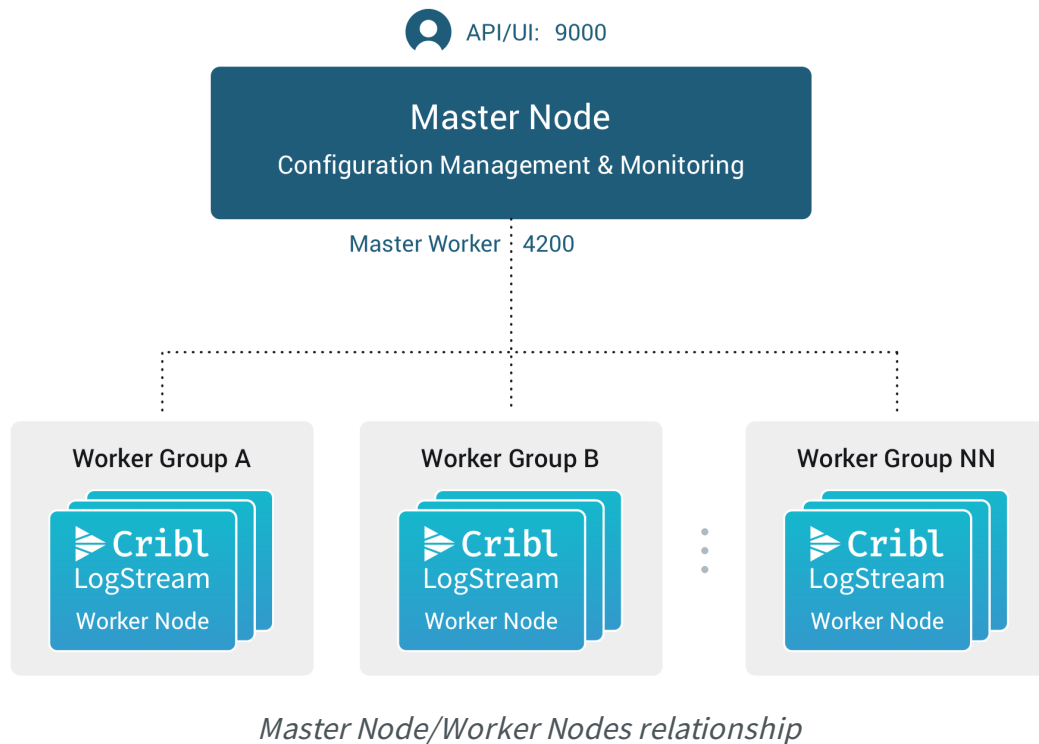 API/UI: 9000
Master Node
Configuration Management & Monitoring
Master Worker 4200
Worker Group A
Cribl
LogStream
Worker Node
Worker Group B
Cribl
LogStream
Worker Node
Worker Group NN
Cribl
LogStream
Worker Node
Master Node/Worker Nodes relationship